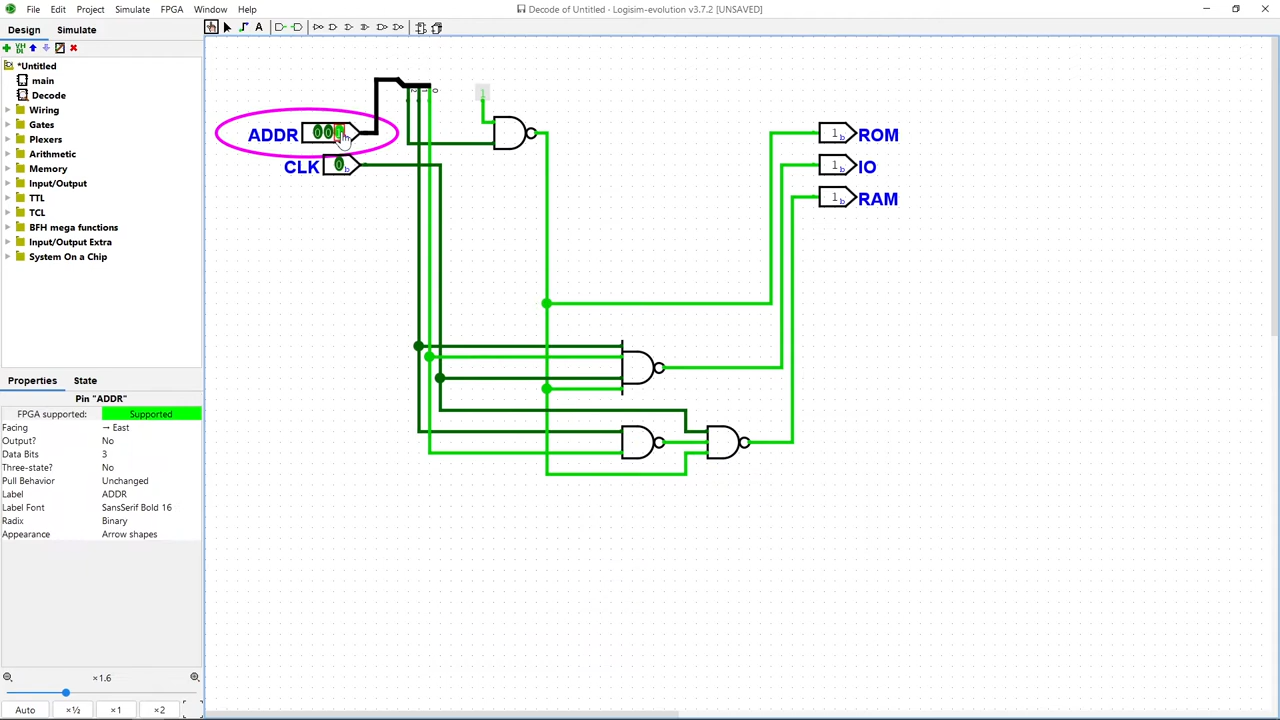 File Edit Project Simulate FPGA Window Help
Decode of Untitled - Logisim-evolution v3.7.2 [UNSAVED]
Design Simulate
*Untitled
main
Decode
Wiring
Gates
Plexers
Arithmetic
Memory
Input/Output
TTL
TCL
BFH mega functions
Input/Output Extra
System On a Chip
Properties State
Pin "ADDR"
FPGA supported: Supported
Facing → East
Output? No
Data Bits 3
Three-state? No
Pull Behavior Unchanged
Label ADDR
Label Font SansSerif Bold 16
Radix Binary
Appearance Arrow shapes
×1.6
Auto ×½ ×1 ×2
1
ADDR 0 0 1
CLK 0 b
1 b ROM
1 b IO
1 b RAM